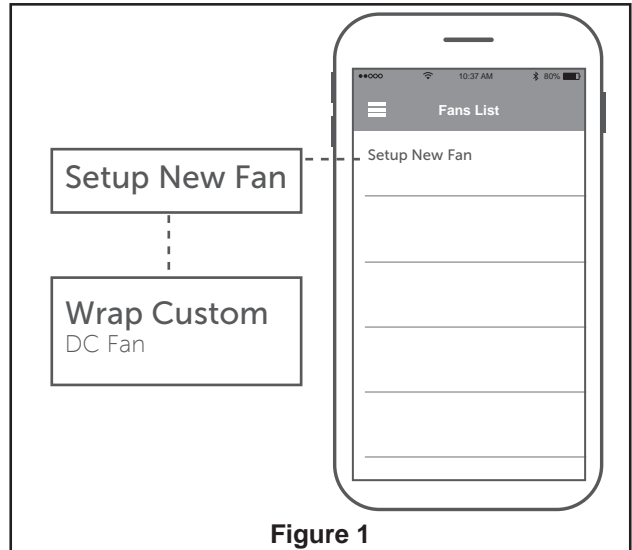 10:37 AM
80%
Fans List
Setup New Fan
Setup New Fan
Wrap Custom
DC Fan
Figure 1